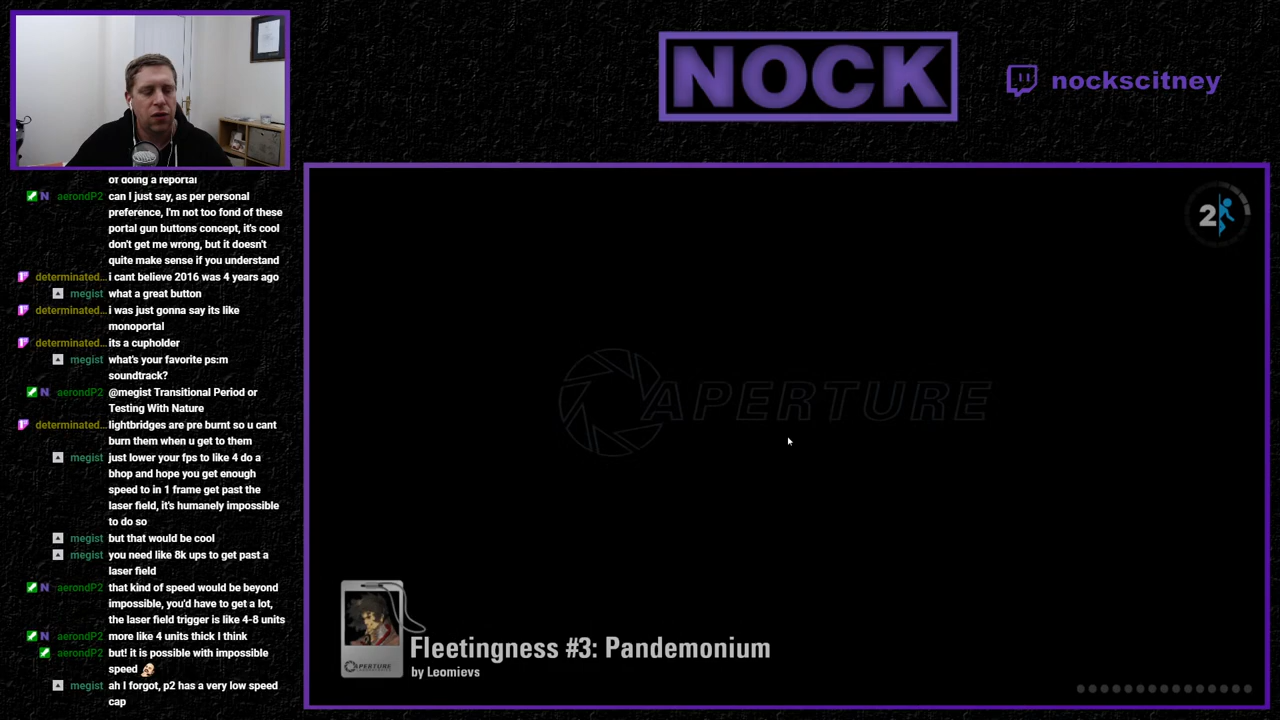 NOCK
nockscitney
of doing a reportal
aerondP2 can I just say, as per personal
preference, I'm not too fond of these
portal gun buttons concept, it's cool
don't get me wrong, but it doesn't
quite make sense if you understand
determinated... i cant believe 2016 was 4 years ago
megist what a great button
determinated... i was just gonna say its like
monoportal
determinated... its a cupholder
megist what's your favorite ps:m
soundtrack?
aerondP2 @megist Transitional Period or
Testing With Nature
determinated... lightbridges are pre burnt so u cant
burn them when u get to them
megist just lower your fps to like 4 do a
bhop and hope you get enough
speed to in 1 frame get past the
laser field, it's humanely impossible
to do so
megist but that would be cool
megist you need like 8k ups to get past a
laser field
aerondP2 that kind of speed would be beyond
impossible, you'd have to get a lot,
the laser field trigger is like 4-8 units
aerondP2 more like 4 units thick I think
aerondP2 but! it is possible with impossible
speed
megist ah I forgot, p2 has a very low speed
cap
2
APERTURE
APERTURE
Fleetingness #3: Pandemonium
by Leomievs